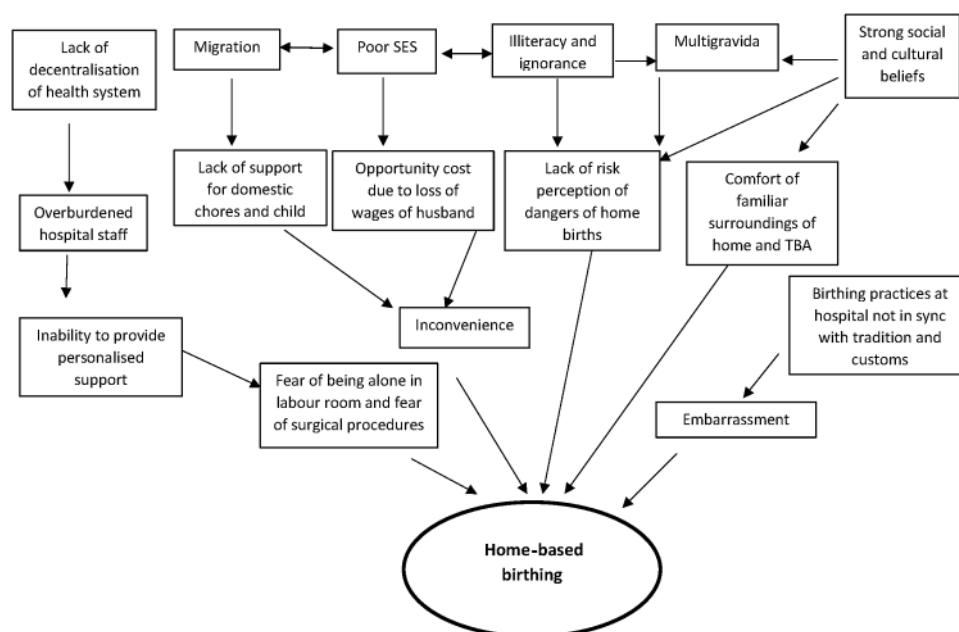 Lack of
decentralisation
of health system
Migration
Poor SES
Illiteracy and
ignorance
Multigravida
Strong social
and cultural
beliefs
Overburdened
hospital staff
Lack of support
for domestic
chores and child
Opportunity cost
due to loss of
wages of husband
Lack of risk
perception of
dangers of home
births
Comfort of
familiar
surroundings of
home and TBA
Inability to provide
personalised
support
Inconvenience
Birthing practices at
hospital not in sync
with tradition and
customs
Fear of being alone in
labour room and fear
of surgical procedures
Embarrassment
Home-based
birthing